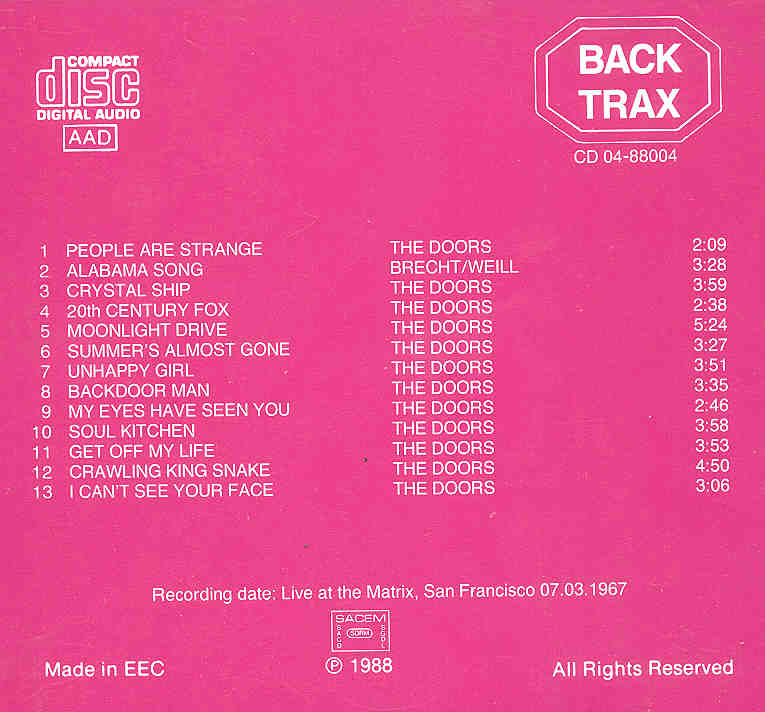 COMPACT
disc
DIGITAL AUDIO
AAD
BACK
TRAX
CD 04-88004
1 PEOPLE ARE STRANGE THE DOORS 2:09
2 ALABAMA SONG BRECHT/WEILL 3:28
3 CRYSTAL SHIP THE DOORS 3:59
4 20th CENTURY FOX THE DOORS 2:38
5 MOONLIGHT DRIVE THE DOORS 5:24
6 SUMMER'S ALMOST GONE THE DOORS 3:27
7 UNHAPPY GIRL THE DOORS 3:51
8 BACKDOOR MAN THE DOORS 3:35
9 MY EYES HAVE SEEN YOU THE DOORS 2:46
10 SOUL KITCHEN THE DOORS 3:58
11 GET OFF MY LIFE THE DOORS 3:53
12 CRAWLING KING SNAKE THE DOORS 4:50
13 I CAN'T SEE YOUR FACE THE DOORS 3:06
Recording date: Live at the Matrix, San Francisco 07.03.1967
SACEM
SACD SDRM SGDL
Made in EEC ℗ 1988 All Rights Reserved